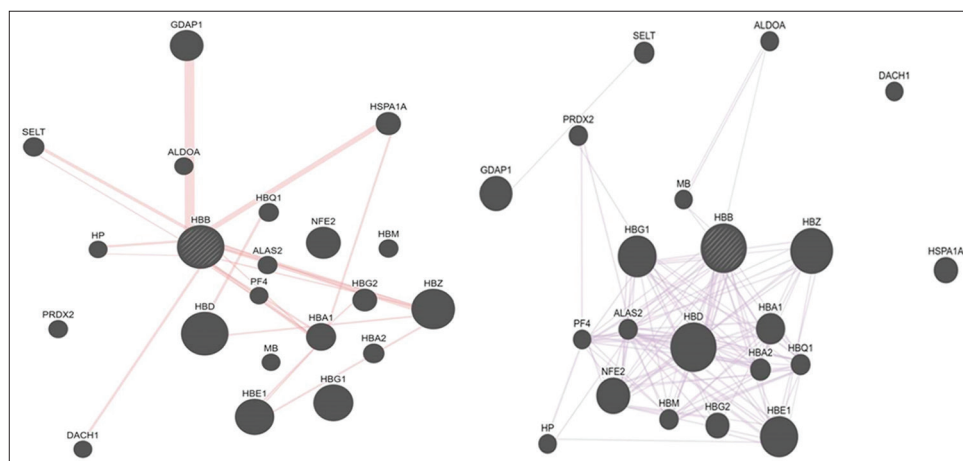 GDAP1
HSPA1A
SELT
ALDOA
HBQ1
HBB
NFE2
HBM
HP
ALAS2
PF4
HBG2
HBZ
HBD
HBA1
PRDX2
HBA2
MB
HBE1
HBG1
DACH1
ALDOA
SELT
DACH1
PRDX2
GDAP1
MB
HBB
HBG1
HBZ
HSPA1A
HBA1
PF4
ALAS2
HBD
HBQ1
HBA2
NFE2
HBM
HBG2
HBE1
HP